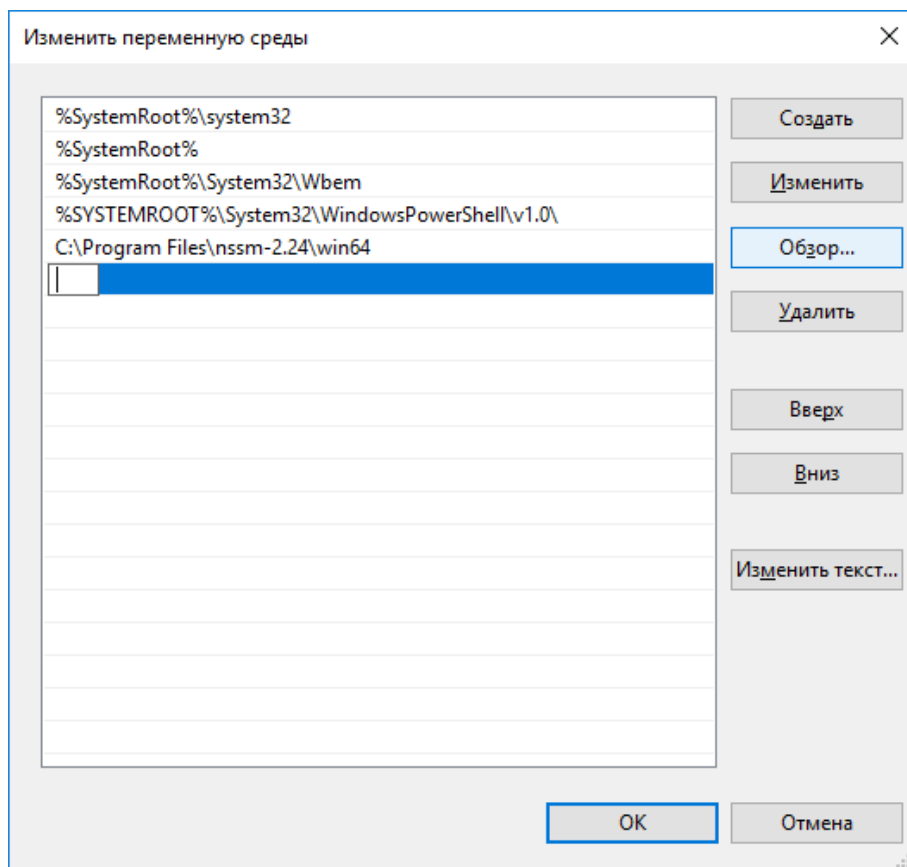 Изменить переменную среды
%SystemRoot%\system32
%SystemRoot%
%SystemRoot%\System32\Wbem
%SYSTEMROOT%\System32\WindowsPowerShell\v1.0\
C:\Program Files\nssm-2.24\win64
Создать
Изменить
Обзор...
Удалить
Вверх
Вниз
Изменить текст...
ОК
Отмена